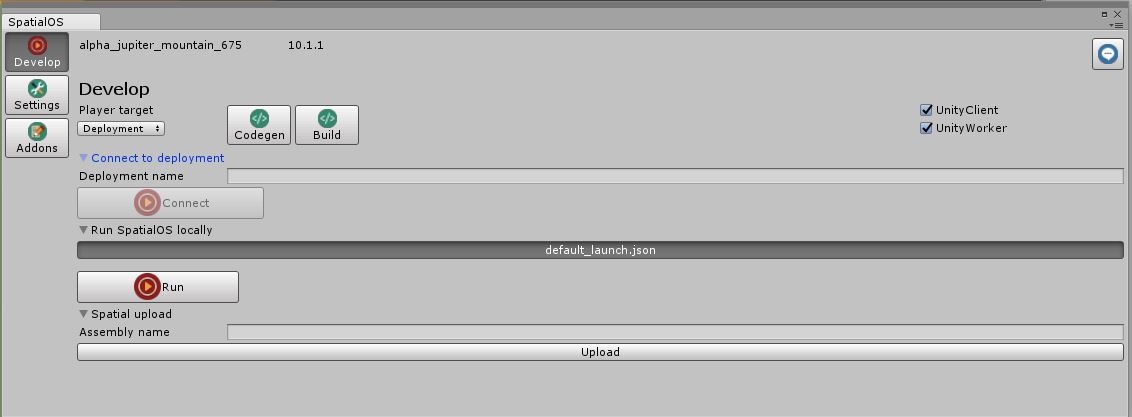 SpatialOS
Develop
Settings
Addons
alpha_jupiter_mountain_675 10.1.1
Develop
Player target
Deployment
Codegen
Build
UnityClient
UnityWorker
Connect to deployment
Deployment name
Connect
Run SpatialOS locally
default_launch.json
Run
Spatial upload
Assembly name
Upload